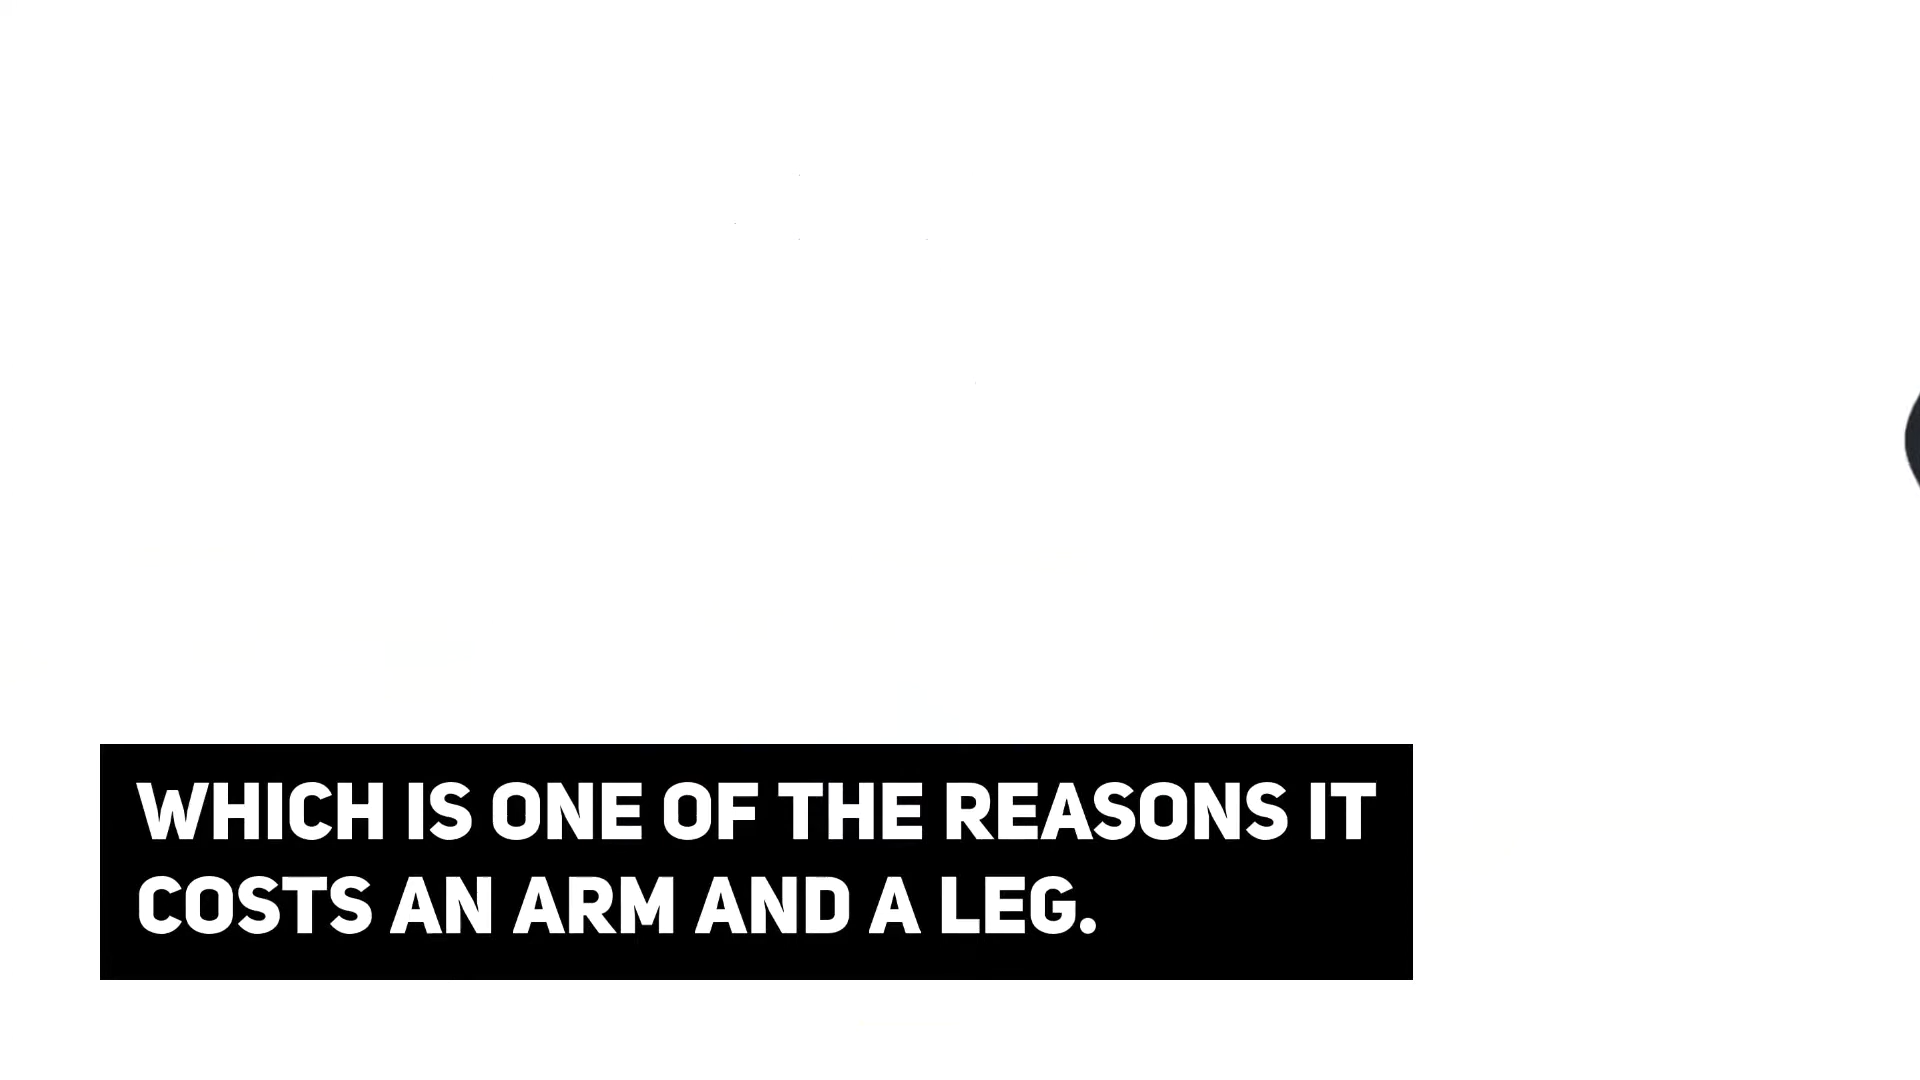 WHICH IS ONE OF THE REASONS IT
COSTS AN ARM AND A LEG.